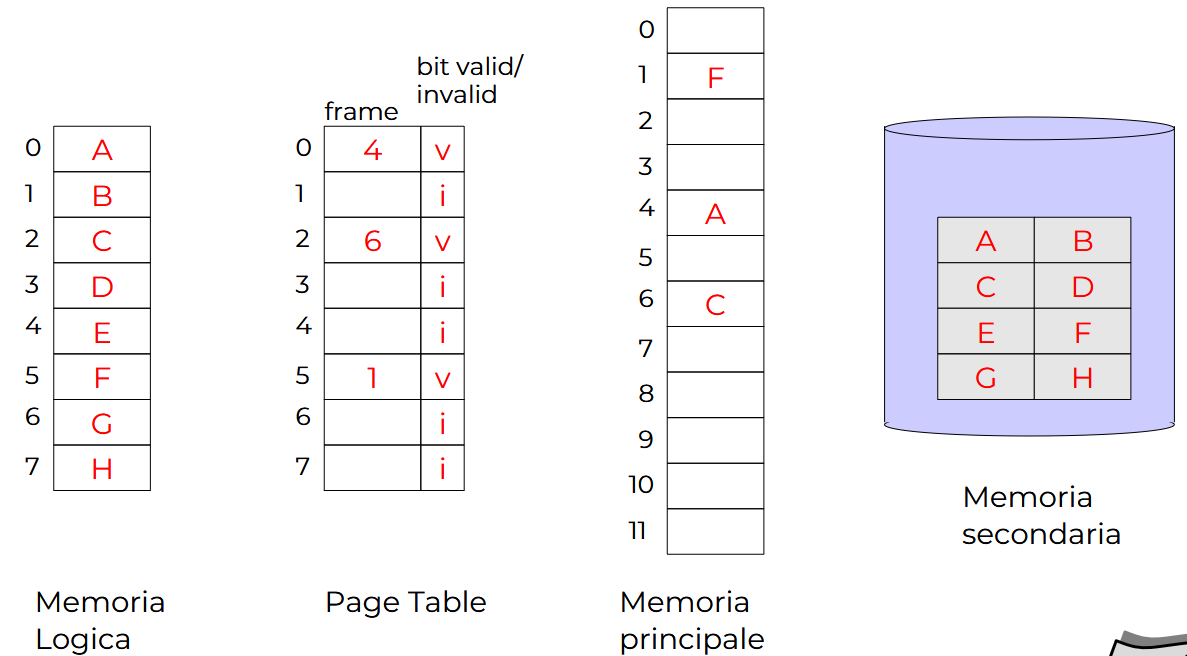 bit valid/
invalid
frame
0 A
1 B
2 C
3 D
4 E
5 F
6 G
7 H
0 4 v
1 i
2 6 v
3 i
4 i
5 1 v
6 i
7 i
0
1 F
2
3
4 A
5
6 C
7
8
9
10
11
A B
C D
E F
G H
Memoria
secondaria
Memoria
Logica
Page Table
Memoria
principale